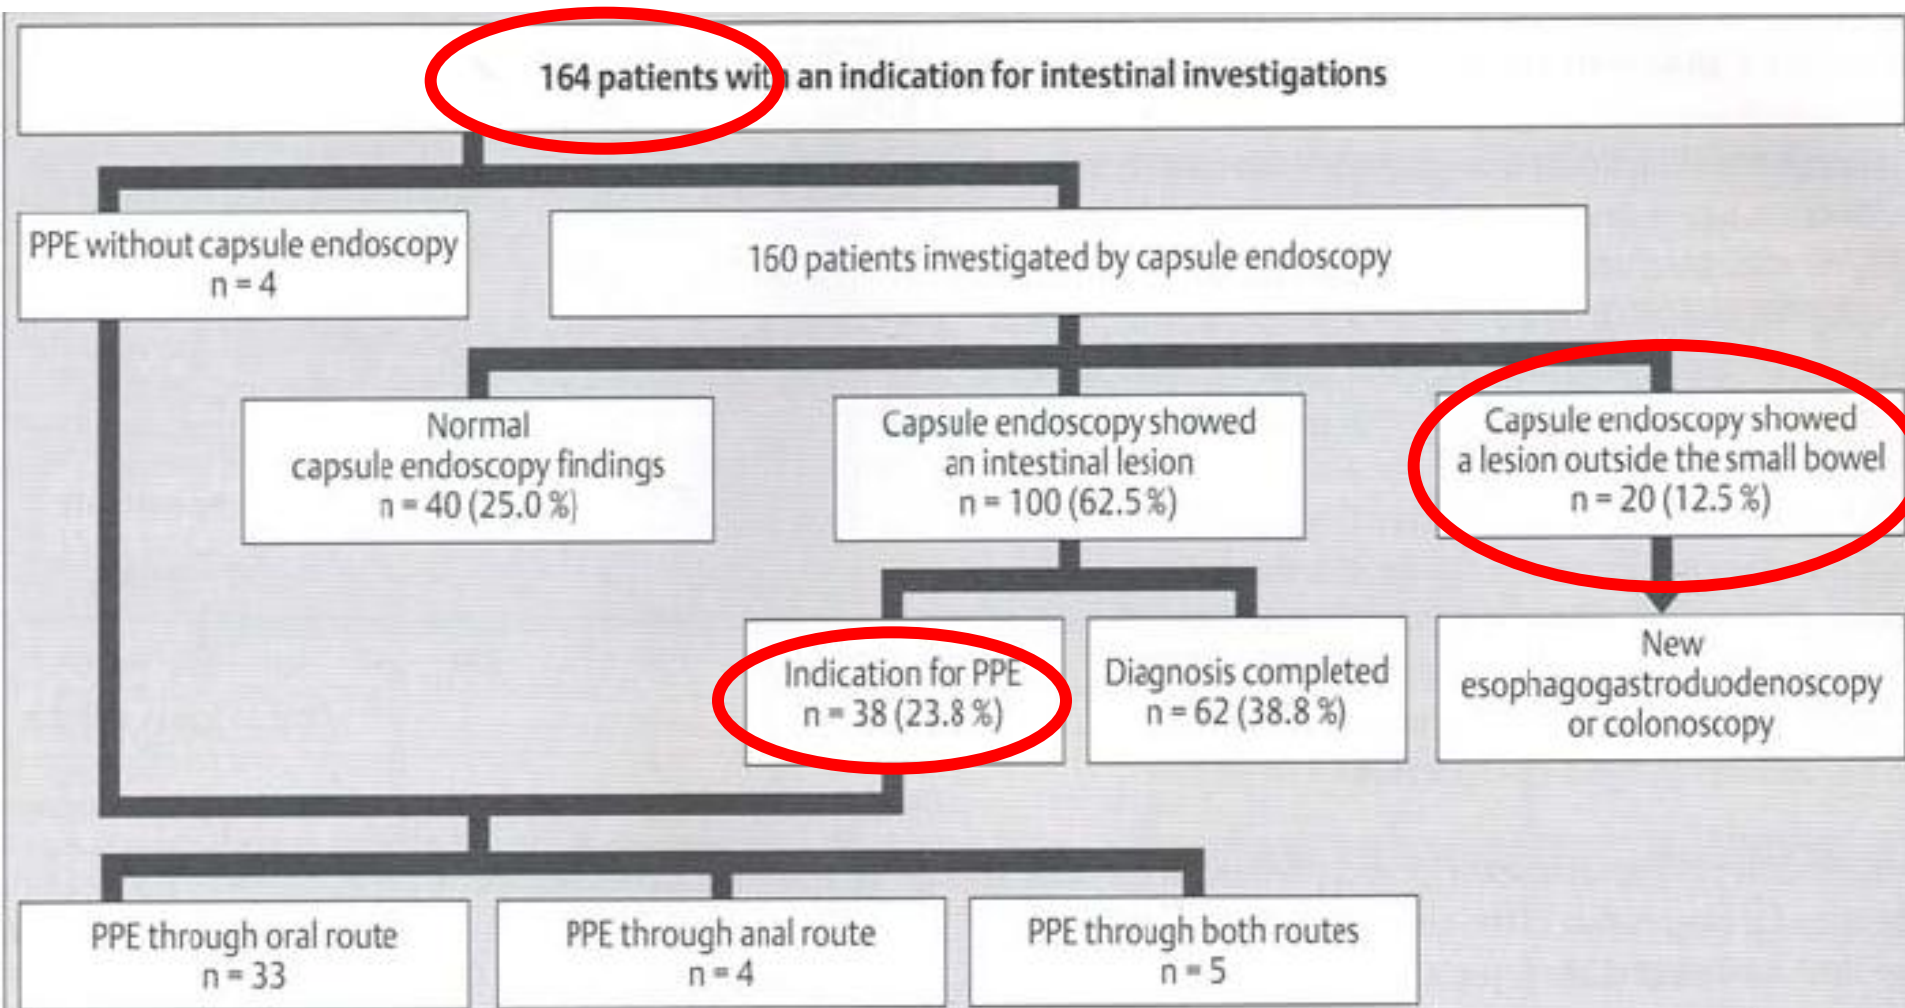 164 patients with an indication for intestinal investigations
PPE without capsule endoscopy
n = 4
160 patients investigated by capsule endoscopy
Normal
capsule endoscopy findings
n = 40 (25.0 %)
Capsule endoscopy showed
an intestinal lesion
n = 100 (62.5 %)
Capsule endoscopy showed
a lesion outside the small bowel
n = 20 (12.5 %)
Indication for PPE
n = 38 (23.8 %)
Diagnosis completed
n = 62 (38.8 %)
New
esophagogastroduodenoscopy
or colonoscopy
PPE through oral route
n = 33
PPE through anal route
n = 4
PPE through both routes
n = 5